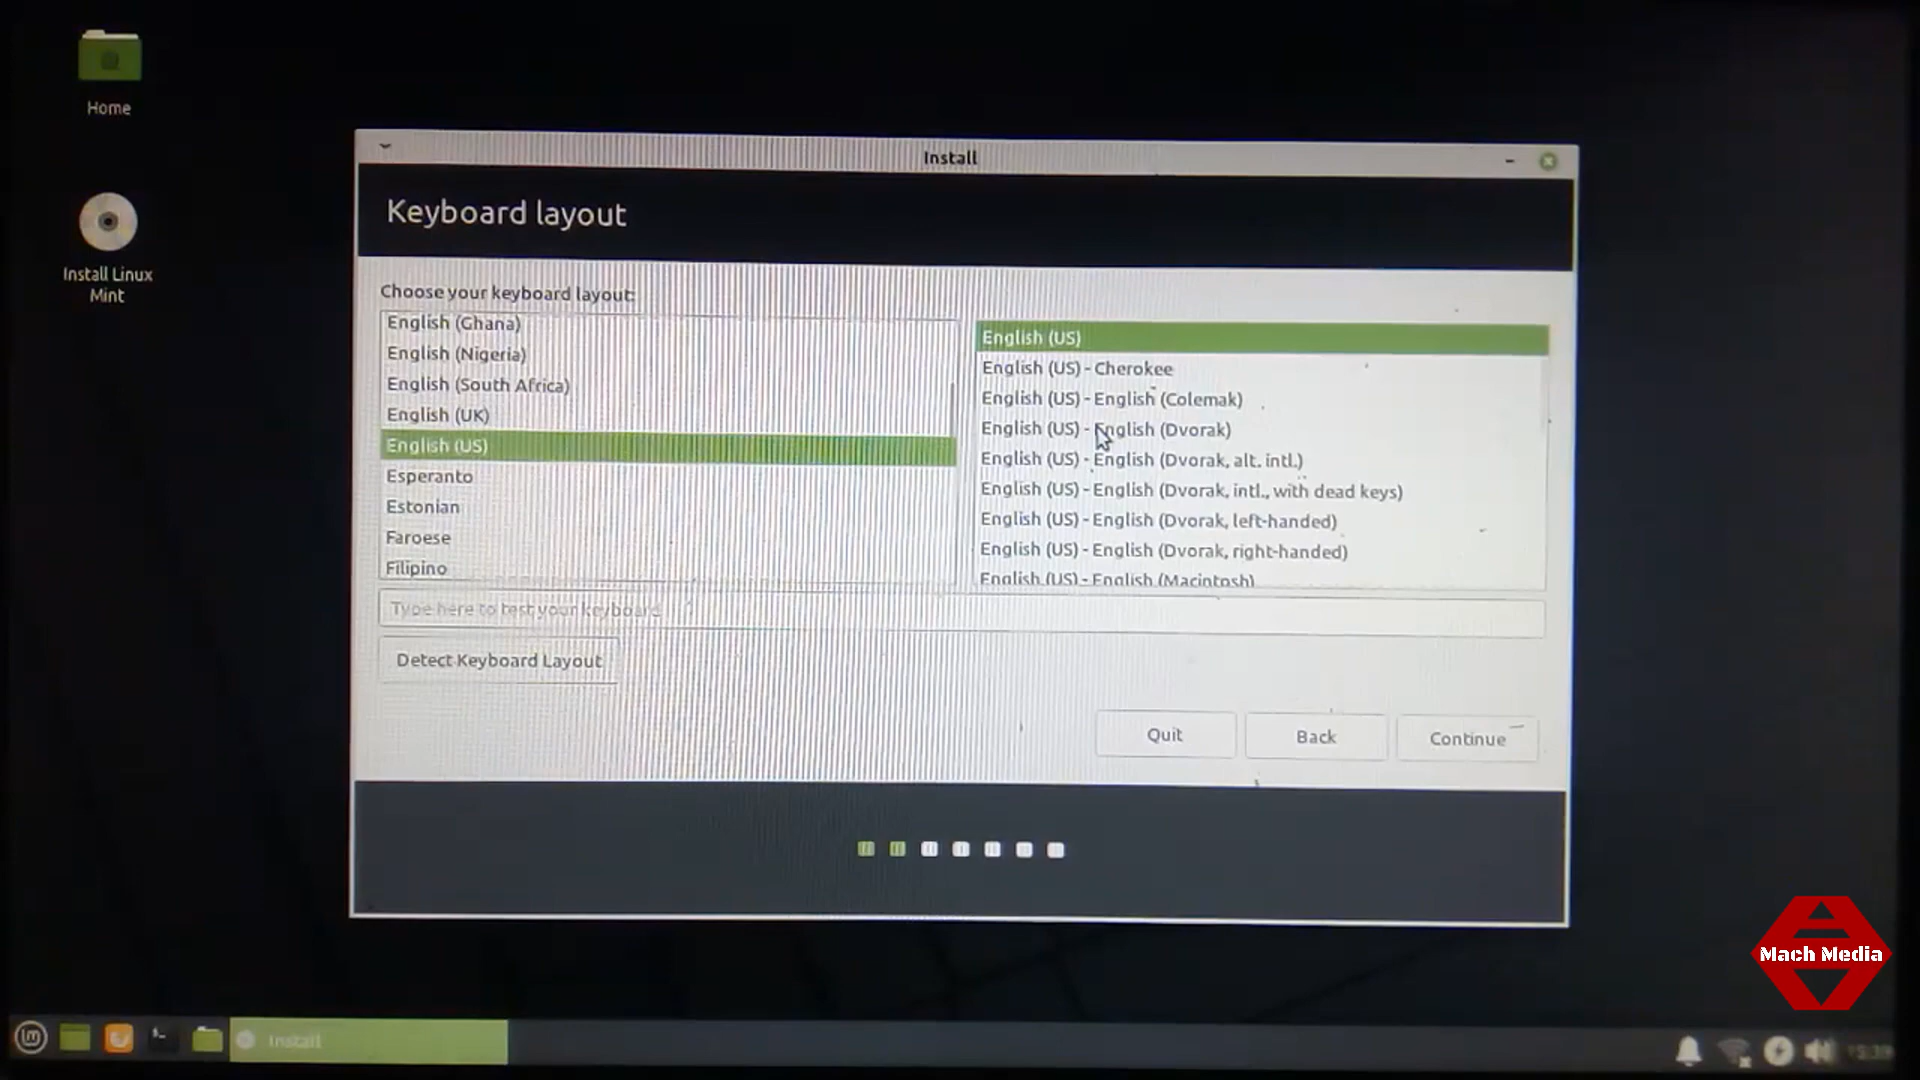 Home
Install Linux
Mint
Install
Keyboard layout
Choose your keyboard layout:
English (Ghana)
English (Nigeria)
English (South Africa)
English (UK)
English (US)
Esperanto
Estonian
Faroese
Filipino
English (US)
English (US) - Cherokee
English (US) - English (Colemak)
English (US) - English (Dvorak)
English (US) - English (Dvorak, alt. intl.)
English (US) - English (Dvorak, intl., with dead keys)
English (US) - English (Dvorak, left-handed)
English (US) - English (Dvorak, right-handed)
English (US) - English (Macintosh)
Type here to test your keyboard
Detect Keyboard Layout
Quit
Back
Continue
Mach Media
Install